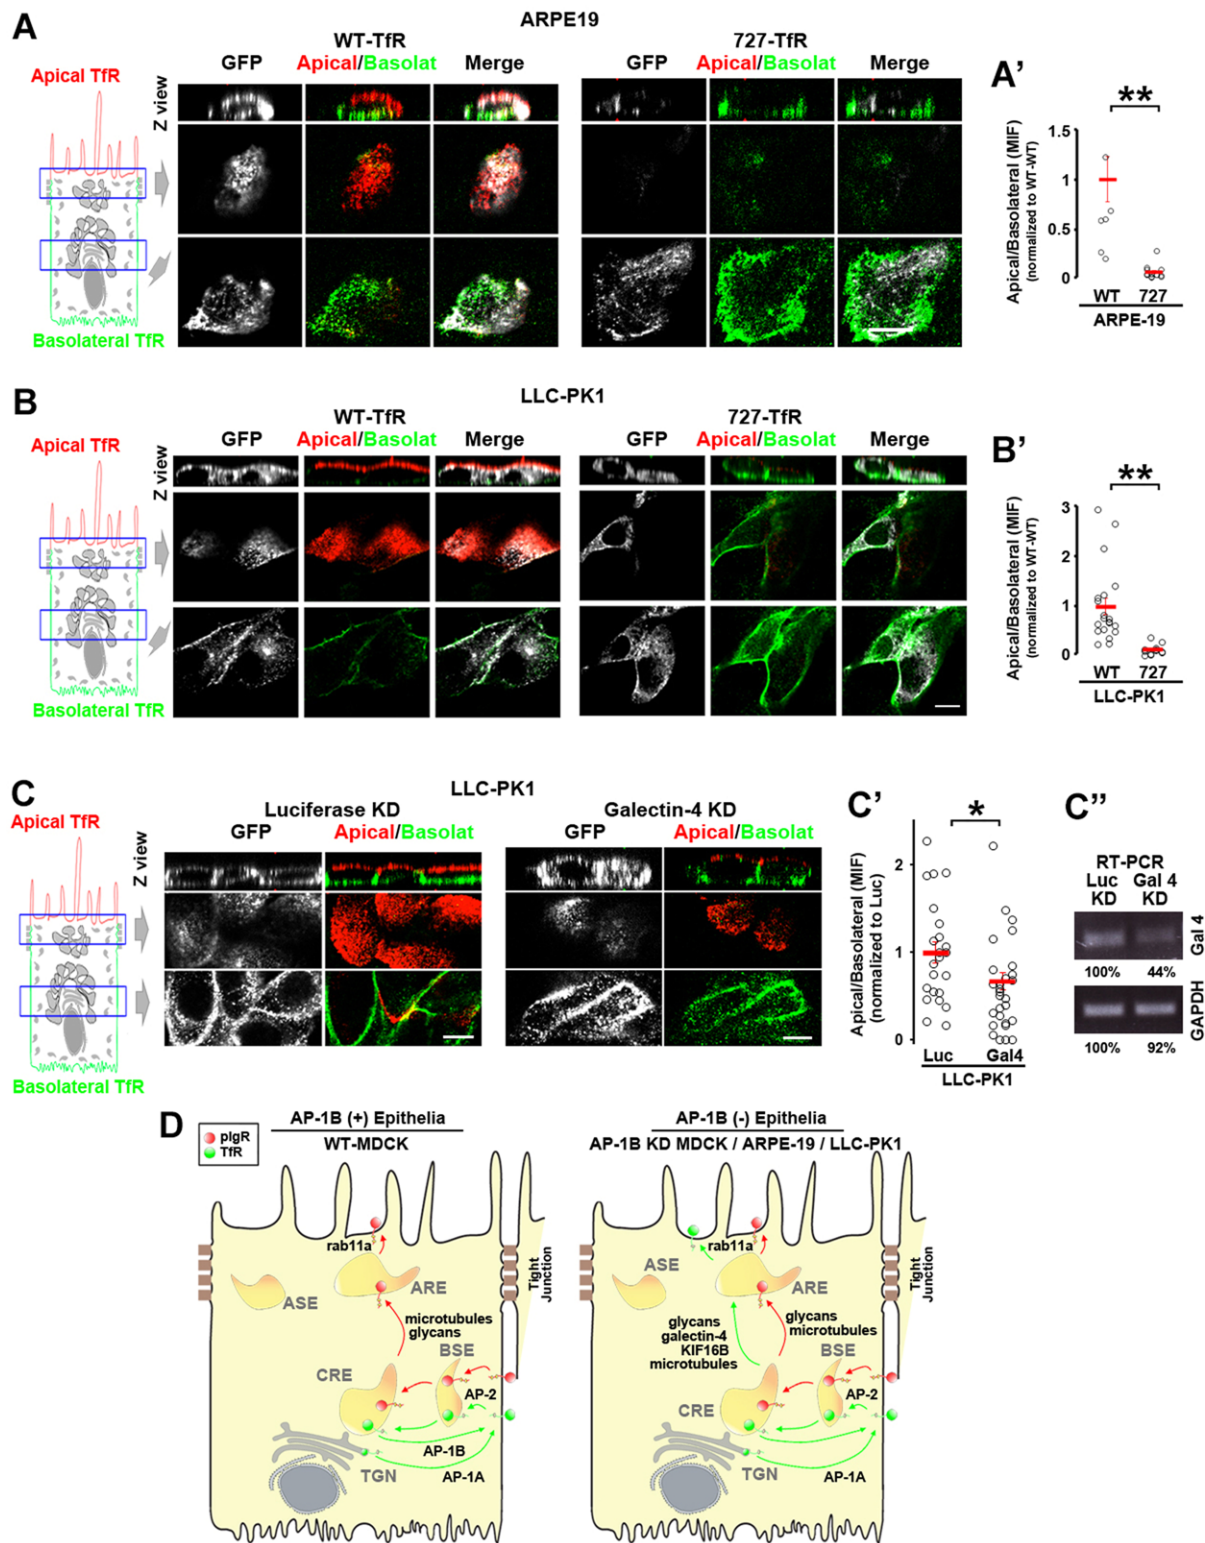 A
ARPE19
WT-TfR
727-TfR
GFP Apical/Basolat Merge
GFP Apical/Basolat Merge
Apical TfR
Z view
Basolateral TfR
A'
**
Apical/Basolateral (MIF)
(normalized to WT-WT)
1.5
1
0.5
0
WT 727
ARPE-19
B
LLC-PK1
WT-TfR
727-TfR
GFP Apical/Basolat Merge
GFP Apical/Basolat Merge
Apical TfR
Z view
Basolateral TfR
B'
**
Apical/Basolateral (MIF)
(normalized to WT-WT)
3
2
1
0
WT 727
LLC-PK1
C
LLC-PK1
Luciferase KD
Galectin-4 KD
GFP Apical/Basolat
GFP Apical/Basolat
Apical TfR
Z view
Basolateral TfR
C'
*
Apical/Basolateral (MIF)
(normalized to Luc)
2
1
0
Luc Gal4
LLC-PK1
C''
RT-PCR
Luc Gal 4
KD KD
Gal 4
100% 44%
GAPDH
100% 92%
D
pIgR
TfR
AP-1B (+) Epithelia
WT-MDCK
rab11a
ASE
ARE
Tight
Junction
microtubules
glycans
BSE
CRE
AP-2
AP-1B
TGN
AP-1A
AP-1B (-) Epithelia
AP-1B KD MDCK / ARPE-19 / LLC-PK1
rab11a
ASE
ARE
Tight
Junction
glycans
galectin-4
KIF16B
microtubules
glycans
microtubules
BSE
CRE
AP-2
TGN
AP-1A